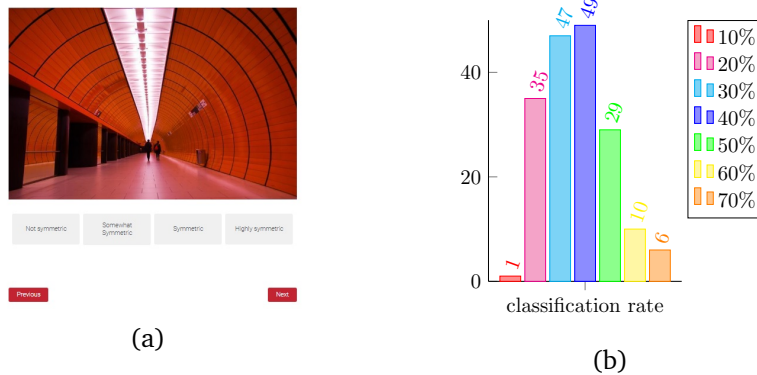 Not symmetric
Somewhat
Symmetric
Symmetric
Highly symmetric
Previous
Next
(a)
40
20
0
1
35
47
49
29
10
6
classification rate
10%
20%
30%
40%
50%
60%
70%
(b)